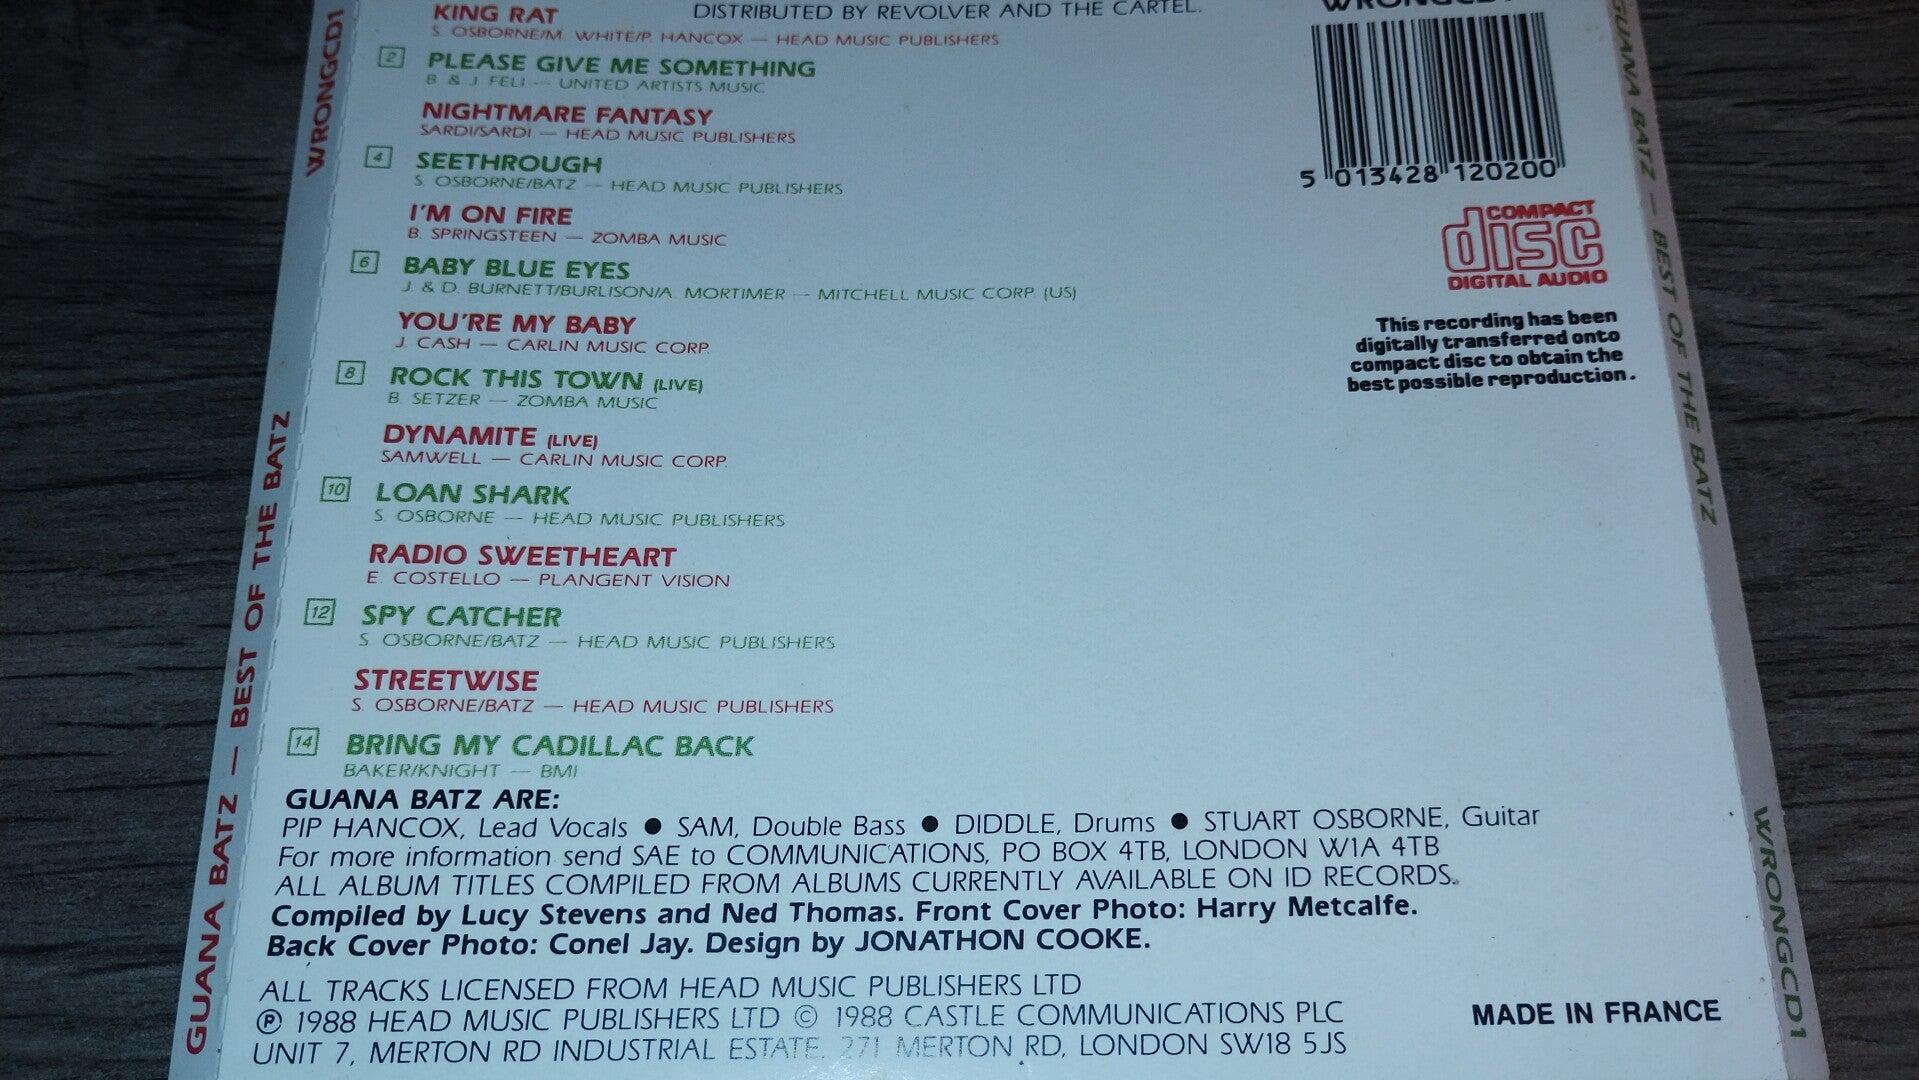 KING RAT
S. OSBORNE/M. WHITE/P. HANCOX — HEAD MUSIC PUBLISHERS
DISTRIBUTED BY REVOLVER AND THE CARTEL.
2 PLEASE GIVE ME SOMETHING
B & J. FELI — UNITED ARTISTS MUSIC
NIGHTMARE FANTASY
SARDI/SARDI — HEAD MUSIC PUBLISHERS
4 SEETHROUGH
S. OSBORNE/BATZ — HEAD MUSIC PUBLISHERS
I'M ON FIRE
B. SPRINGSTEEN — ZOMBA MUSIC
6 BABY BLUE EYES
J. & D. BURNETT/BURLISON/A. MORTIMER — MITCHELL MUSIC CORP (US)
YOU'RE MY BABY
J. CASH — CARLIN MUSIC CORP.
8 ROCK THIS TOWN (LIVE)
B. SETZER — ZOMBA MUSIC
DYNAMITE (LIVE)
SAMWELL — CARLIN MUSIC CORP.
10 LOAN SHARK
S. OSBORNE — HEAD MUSIC PUBLISHERS
RADIO SWEETHEART
E. COSTELLO — PLANGENT VISION
12 SPY CATCHER
S. OSBORNE/BATZ — HEAD MUSIC PUBLISHERS
STREETWISE
S. OSBORNE/BATZ — HEAD MUSIC PUBLISHERS
14 BRING MY CADILLAC BACK
BAKER/KNIGHT — BMI
GUANA BATZ ARE:
PIP HANCOX, Lead Vocals ● SAM, Double Bass ● DIDDLE, Drums ● STUART OSBORNE, Guitar
For more information send SAE to COMMUNICATIONS, PO BOX 4TB, LONDON W1A 4TB
ALL ALBUM TITLES COMPILED FROM ALBUMS CURRENTLY AVAILABLE ON ID RECORDS.
Compiled by Lucy Stevens and Ned Thomas. Front Cover Photo: Harry Metcalfe.
Back Cover Photo: Conel Jay. Design by JONATHON COOKE.
ALL TRACKS LICENSED FROM HEAD MUSIC PUBLISHERS LTD
℗ 1988 HEAD MUSIC PUBLISHERS LTD © 1988 CASTLE COMMUNICATIONS PLC
UNIT 7, MERTON RD INDUSTRIAL ESTATE, 271 MERTON RD, LONDON SW18 5JS
MADE IN FRANCE
WRONGCD1
5 013428 120200
COMPACT
disc
DIGITAL AUDIO
This recording has been
digitally transferred onto
compact disc to obtain the
best possible reproduction.
GUANA BATZ — BEST OF THE BATZ WRONGCD1
GUANA BATZ — BEST OF THE BATZ WRONGCD1